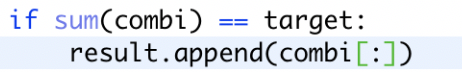 if sum(combi) == target:
    result.append(combi[:])